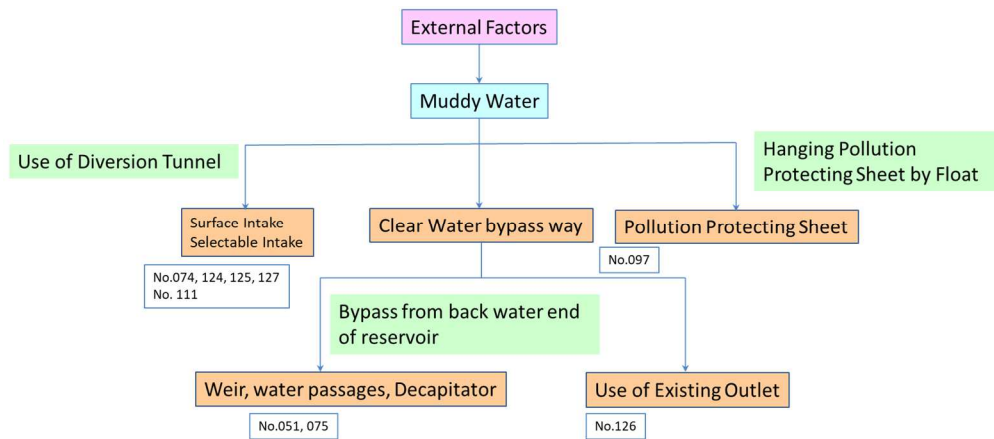 External Factors
Muddy Water
Use of Diversion Tunnel
Hanging Pollution
Protecting Sheet by Float
Surface Intake
Selectable Intake
Clear Water bypass way
Pollution Protecting Sheet
No.074, 124, 125, 127
No. 111
No.097
Bypass from back water end
of reservoir
Weir, water passages, Decapitator
Use of Existing Outlet
No.051, 075
No.126